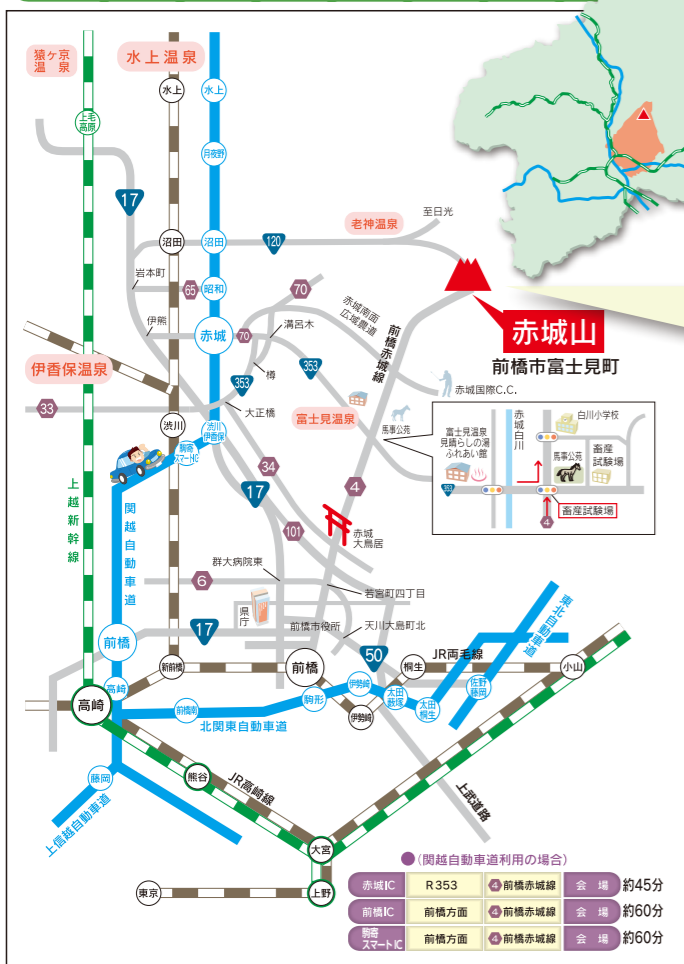 猿ヶ京
温泉
水上温泉
水上
水上
上毛
高原
月夜野
17
老神温泉
至日光
沼田
沼田
120
岩本町
65
昭和
70
伊熊
赤城
70
溝呂木
赤城南面
広域農道
前橋赤城線
赤城山
前橋市富士見町
伊香保温泉
353
樽
353
赤城国際C.C.
33
大正橋
富士見温泉
馬事公苑
渋川
渋川
伊香保
駒寄
スマートIC
富士見温泉
見晴らしの湯
ふれあい館
赤城白川
白川小学校
馬事公苑
畜産
試験場
353
4
畜産試験場
34
17
4
上越新幹線
関越自動車道
101
赤城
大鳥居
群大病院東
6
若宮町四丁目
県庁
前橋市役所
天川大島町北
17
前橋
50
東北自動車道
新前橋
前橋
桐生
JR両毛線
小山
高崎
高崎
前橋南
駒形
伊勢崎
伊勢崎
太田
藪塚
太田
桐生
佐野
藤岡
北関東自動車道
藤岡
熊谷
JR高崎線
上信越自動車道
上武道路
大宮
東京
上野
●(関越自動車道利用の場合)
赤城IC R353 4前橋赤城線 会場 約45分
前橋IC 前橋方面 4前橋赤城線 会場 約60分
駒寄
スマートIC 前橋方面 4前橋赤城線 会場 約60分